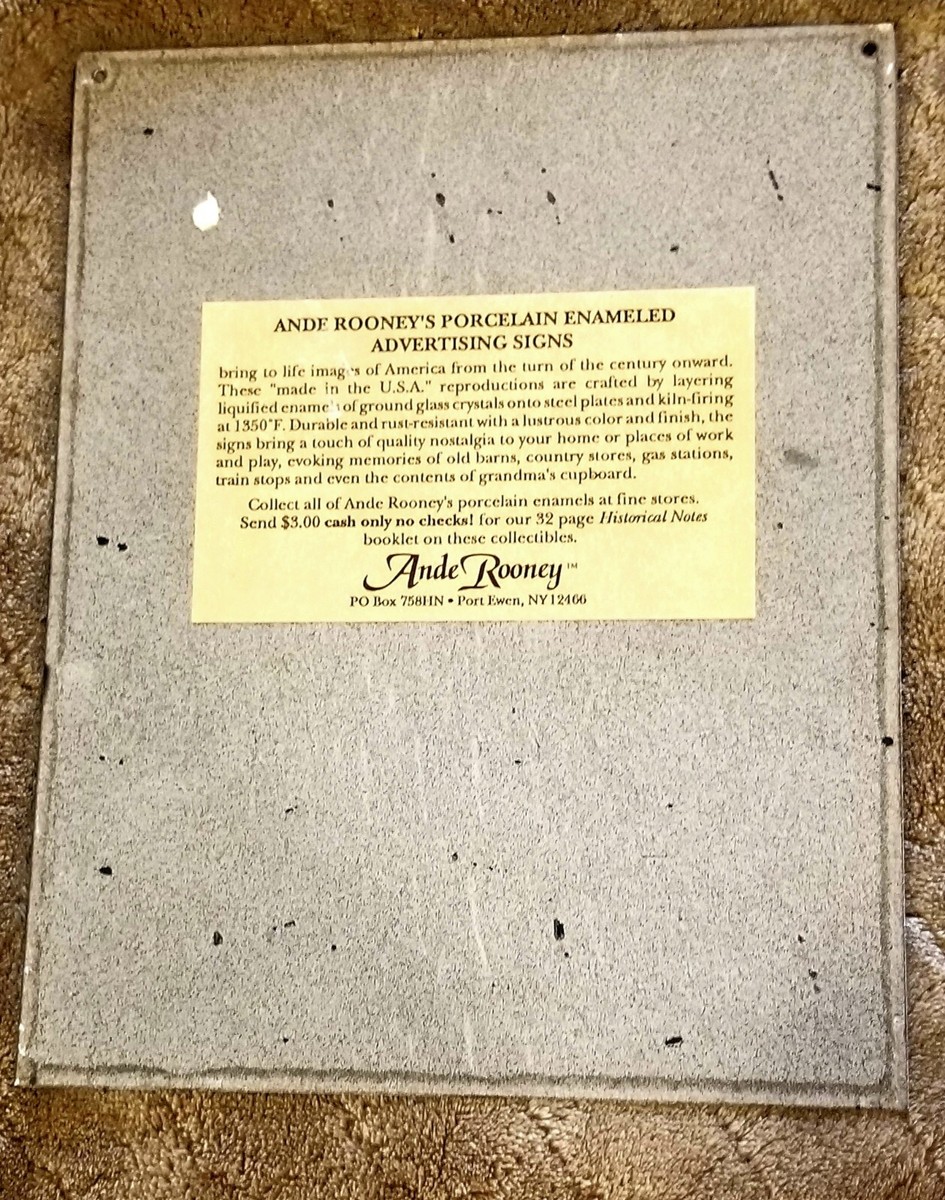 ANDE ROONEY'S PORCELAIN ENAMELED
ADVERTISING SIGNS
bring to life images of America from the turn of the century onward.
These "made in the U.S.A." reproductions are crafted by layering
liquified enamels of ground glass crystals onto steel plates and kiln-firing
at 1350°F. Durable and rust-resistant with a lustrous color and finish, the
signs bring a touch of quality nostalgia to your home or places of work
and play, evoking memories of old barns, country stores, gas stations,
train stops and even the contents of grandma's cupboard.
Collect all of Ande Rooney's porcelain enamels at fine stores.
Send $3.00 cash only no checks! for our 32 page Historical Notes
booklet on these collectibles.
Ande Rooney™
PO Box 758HN • Port Ewen, NY 12466